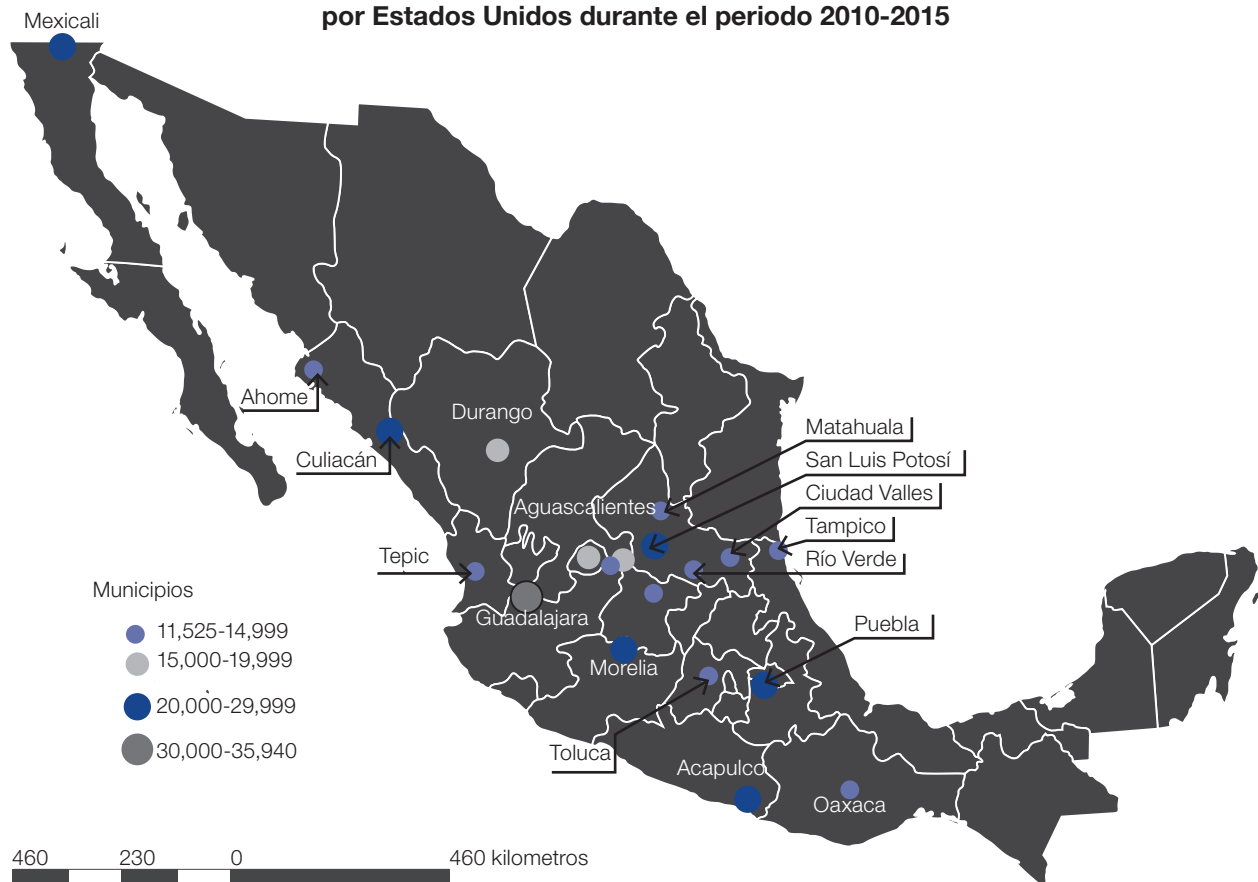 por Estados Unidos durante el periodo 2010-2015
Mexicali
Ahome
Culiacán
Durango
Matahuala
San Luis Potosí
Ciudad Valles
Tampico
Río Verde
Aguascalientes
Tepic
Guadalajara
Morelia
Puebla
Toluca
Acapulco
Oaxaca
Municipios
11,525-14,999
15,000-19,999
20,000-29,999
30,000-35,940
460 230 0 460 kilometros